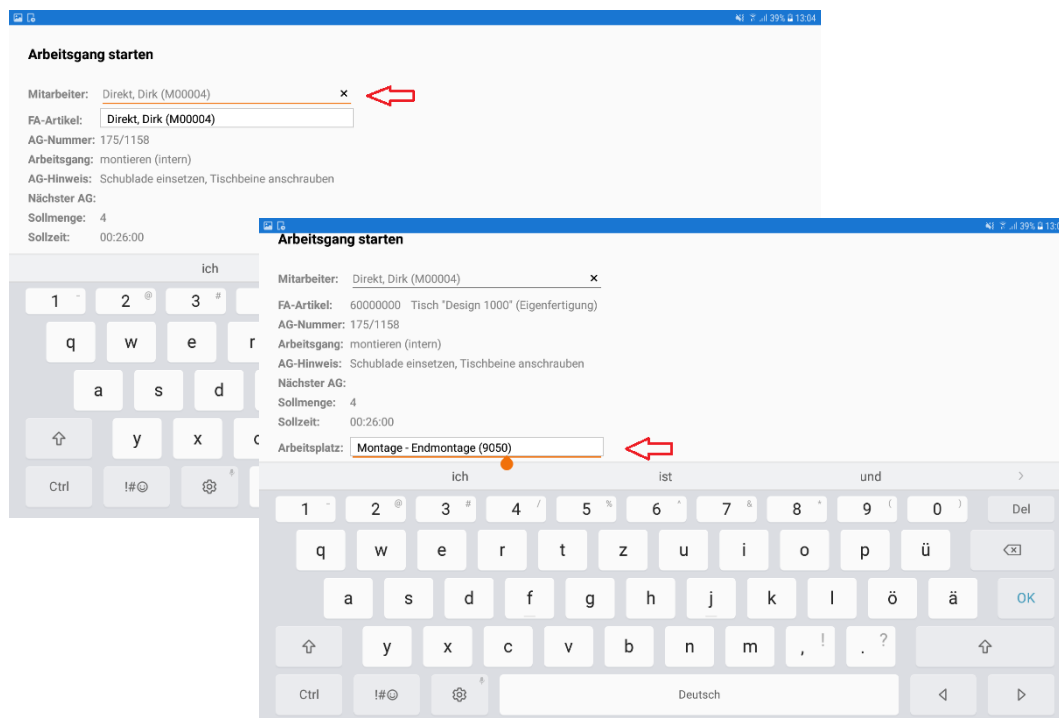 39% 13:04
Arbeitsgang starten
Mitarbeiter: Direkt, Dirk (M00004) ×
FA-Artikel: Direkt, Dirk (M00004)
AG-Nummer: 175/1158
Arbeitsgang: montieren (intern)
AG-Hinweis: Schublade einsetzen, Tischbeine anschrauben
Nächster AG:
Sollmenge: 4
Sollzeit: 00:26:00
ich
1 - 2 @ 3 #
q w e r
a s d
y x c
Ctrl !#☺
39% 13:0
Arbeitsgang starten
Mitarbeiter: Direkt, Dirk (M00004) ×
FA-Artikel: 60000000 Tisch "Design 1000" (Eigenfertigung)
AG-Nummer: 175/1158
Arbeitsgang: montieren (intern)
AG-Hinweis: Schublade einsetzen, Tischbeine anschrauben
Nächster AG:
Sollmenge: 4
Sollzeit: 00:26:00
Arbeitsplatz: Montage - Endmontage (9050)
ich ist und >
1 - 2 @ 3 # 4 / 5 % 6 ^ 7 & 8 * 9 ( 0 ) Del
q w e r t z u i o p ü
a s d f g h j k l ö ä OK
y x c v b n m , ! . ?
Ctrl !#☺ Deutsch